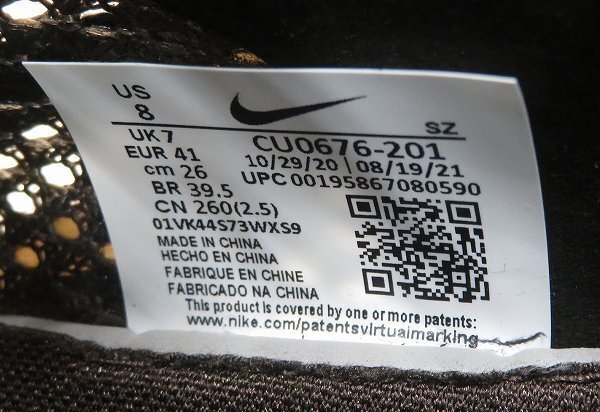 US
8
SZ
UK 7
CU0676-201
EUR 41
10/29/20 | 08/19/21
cm 26
UPC 00195867080590
BR 39.5
CN 260(2.5)
01VK44S73WXS9
MADE IN CHINA
HECHO EN CHINA
FABRIQUE EN CHINE
FABRICADO NA CHINA
This product is covered by one or more patents:
www.nike.com/patentsvirtualmarking